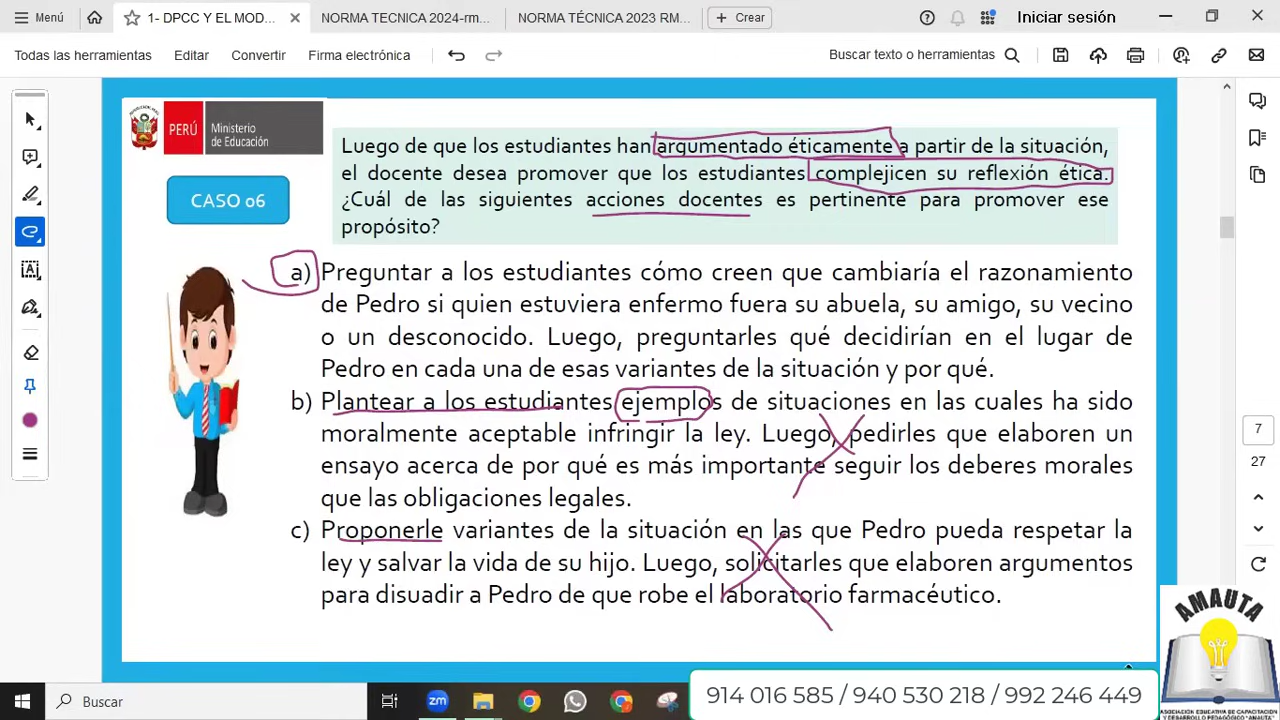 Menú
1- DPCC Y EL MOD...
NORMA TECNICA 2024-rm...
NORMA TÉCNICA 2023 RM...
Crear
Iniciar sesión
Todas las herramientas
Editar
Convertir
Firma electrónica
Buscar texto o herramientas
PERÚ
Ministerio
de Educación
CASO 06
Luego de que los estudiantes han argumentado éticamente a partir de la situación,
el docente desea promover que los estudiantes complejicen su reflexión ética.
¿Cuál de las siguientes acciones docentes es pertinente para promover ese
propósito?
a) Preguntar a los estudiantes cómo creen que cambiaría el razonamiento
de Pedro si quien estuviera enfermo fuera su abuela, su amigo, su vecino
o un desconocido. Luego, preguntarles qué decidirían en el lugar de
Pedro en cada una de esas variantes de la situación y por qué.
b) Plantear a los estudiantes ejemplos de situaciones en las cuales ha sido
moralmente aceptable infringir la ley. Luego, pedirles que elaboren un
ensayo acerca de por qué es más importante seguir los deberes morales
que las obligaciones legales.
c) Proponerle variantes de la situación en las que Pedro pueda respetar la
ley y salvar la vida de su hijo. Luego, solicitarles que elaboren argumentos
para disuadir a Pedro de que robe el laboratorio farmacéutico.
7
27
AMAUTA
ASOCIACIÓN EDUCATIVA DE CAPACITACIÓN
Y DESARROLLO PEDAGÓGICO "AMAUTA"
Buscar
zm
914 016 585 / 940 530 218 / 992 246 449